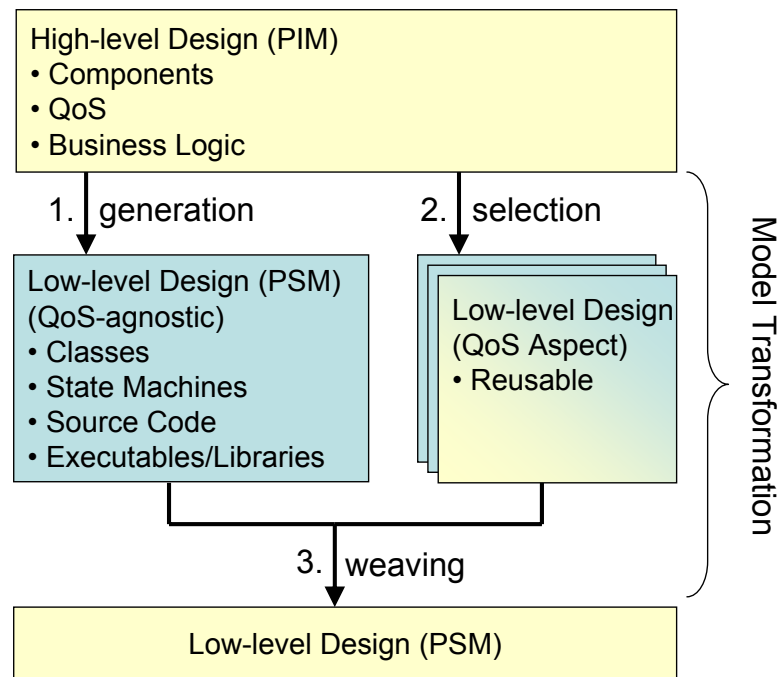 High-level Design (PIM)
• Components
• QoS
• Business Logic
1. generation
2. selection
Low-level Design (PSM)
(QoS-agnostic)
• Classes
• State Machines
• Source Code
• Executables/Libraries
Low-level Design
(QoS Aspect)
• Reusable
Model Transformation
3. weaving
Low-level Design (PSM)